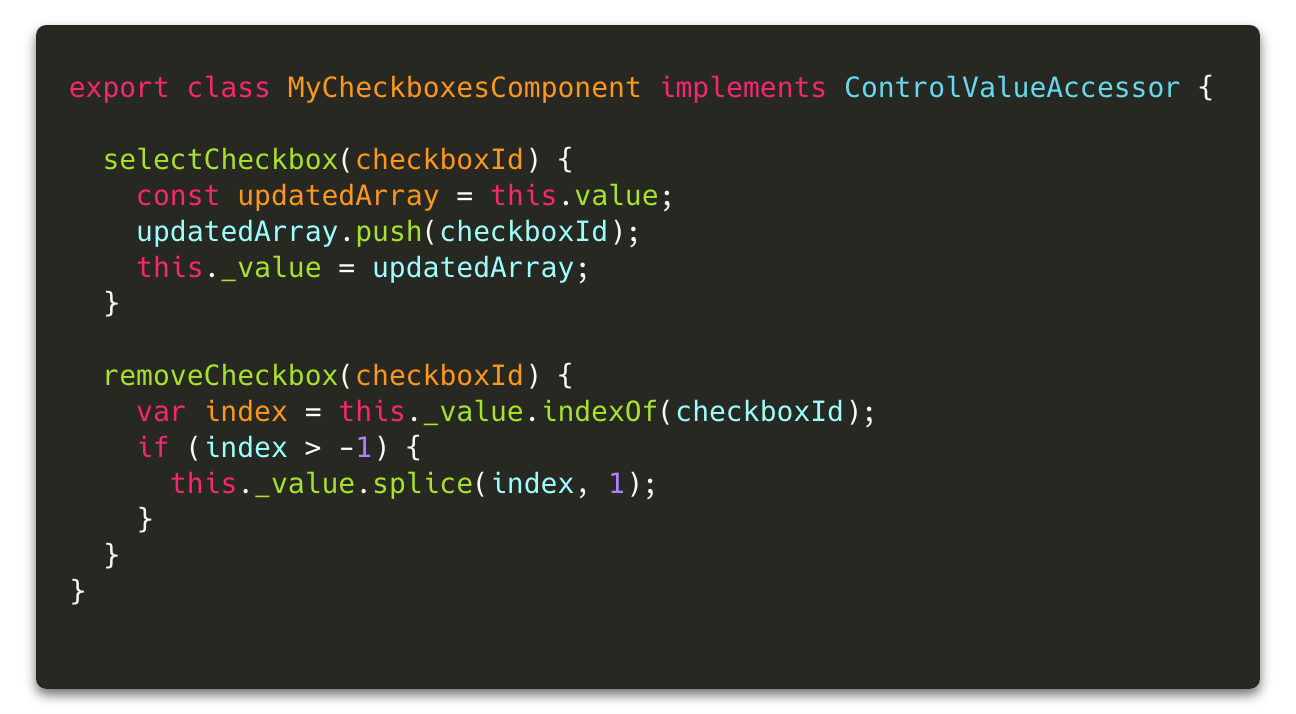 export class MyCheckboxesComponent implements ControlValueAccessor {
  selectCheckbox(checkboxId) {
    const updatedArray = this.value;
    updatedArray.push(checkboxId);
    this._value = updatedArray;
  }
  removeCheckbox(checkboxId) {
    var index = this._value.indexOf(checkboxId);
    if (index > -1) {
      this._value.splice(index, 1);
    }
  }
}